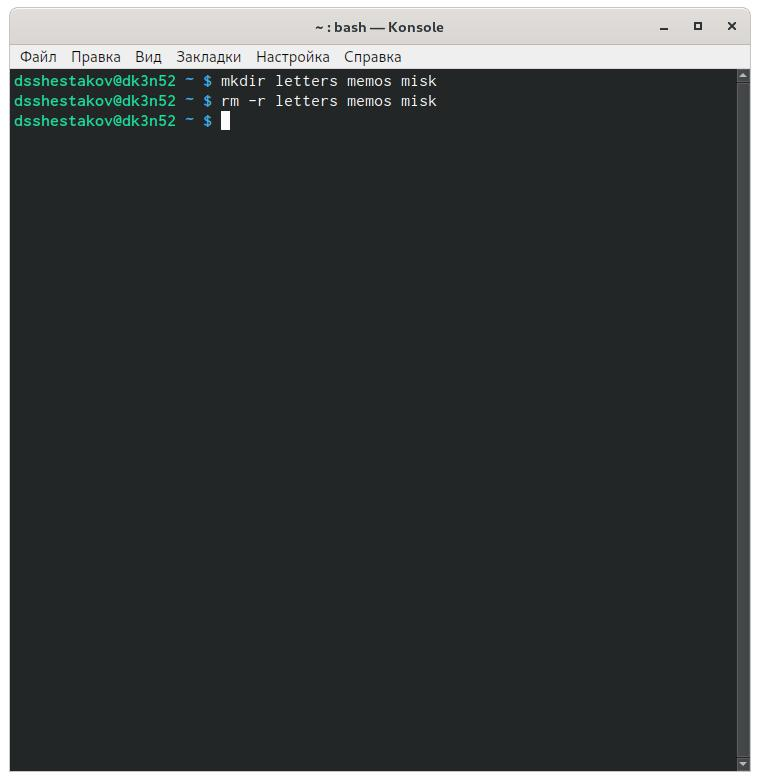 ~ : bash — Konsole
Файл Правка Вид Закладки Настройка Справка
dsshestakov@dk3n52 ~ $ mkdir letters memos misk
dsshestakov@dk3n52 ~ $ rm -r letters memos misk
dsshestakov@dk3n52 ~ $